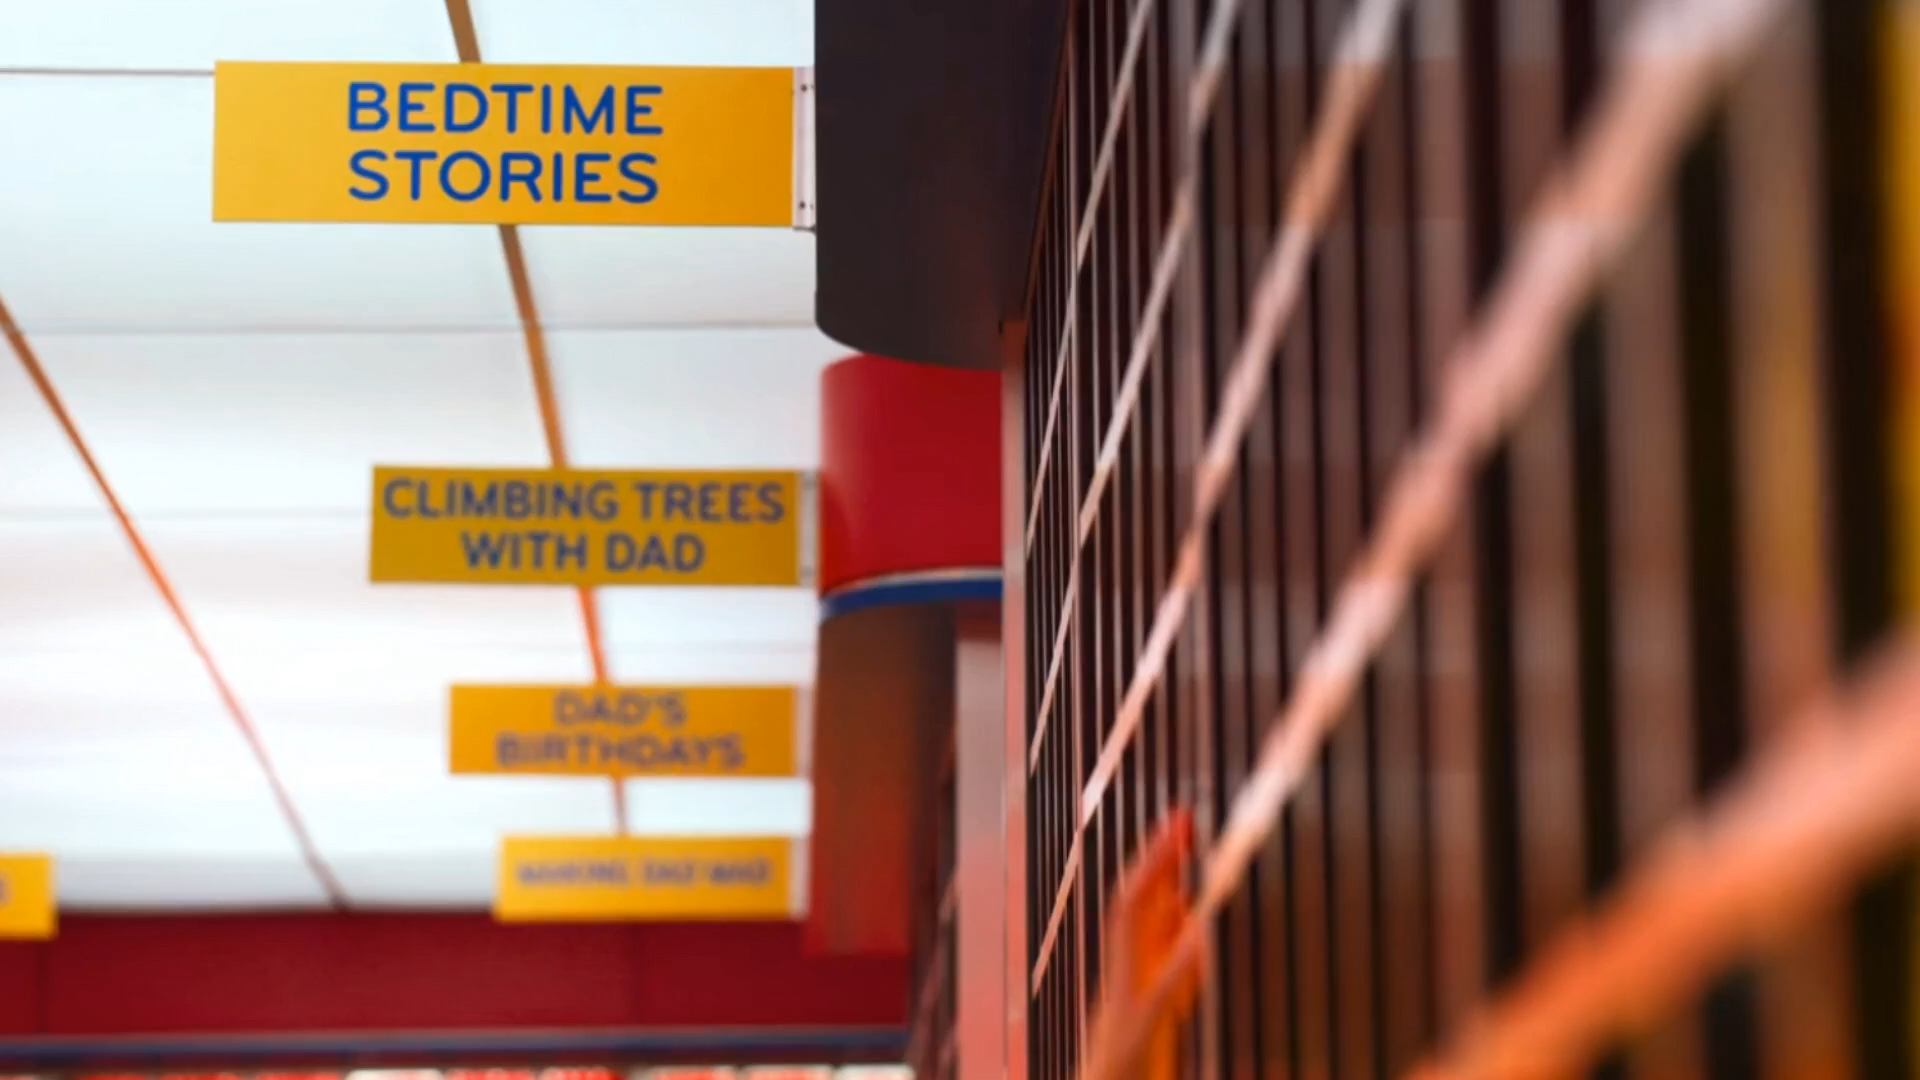 BEDTIME
STORIES
CLIMBING TREES
WITH DAD
DAD'S
BIRTHDAYS